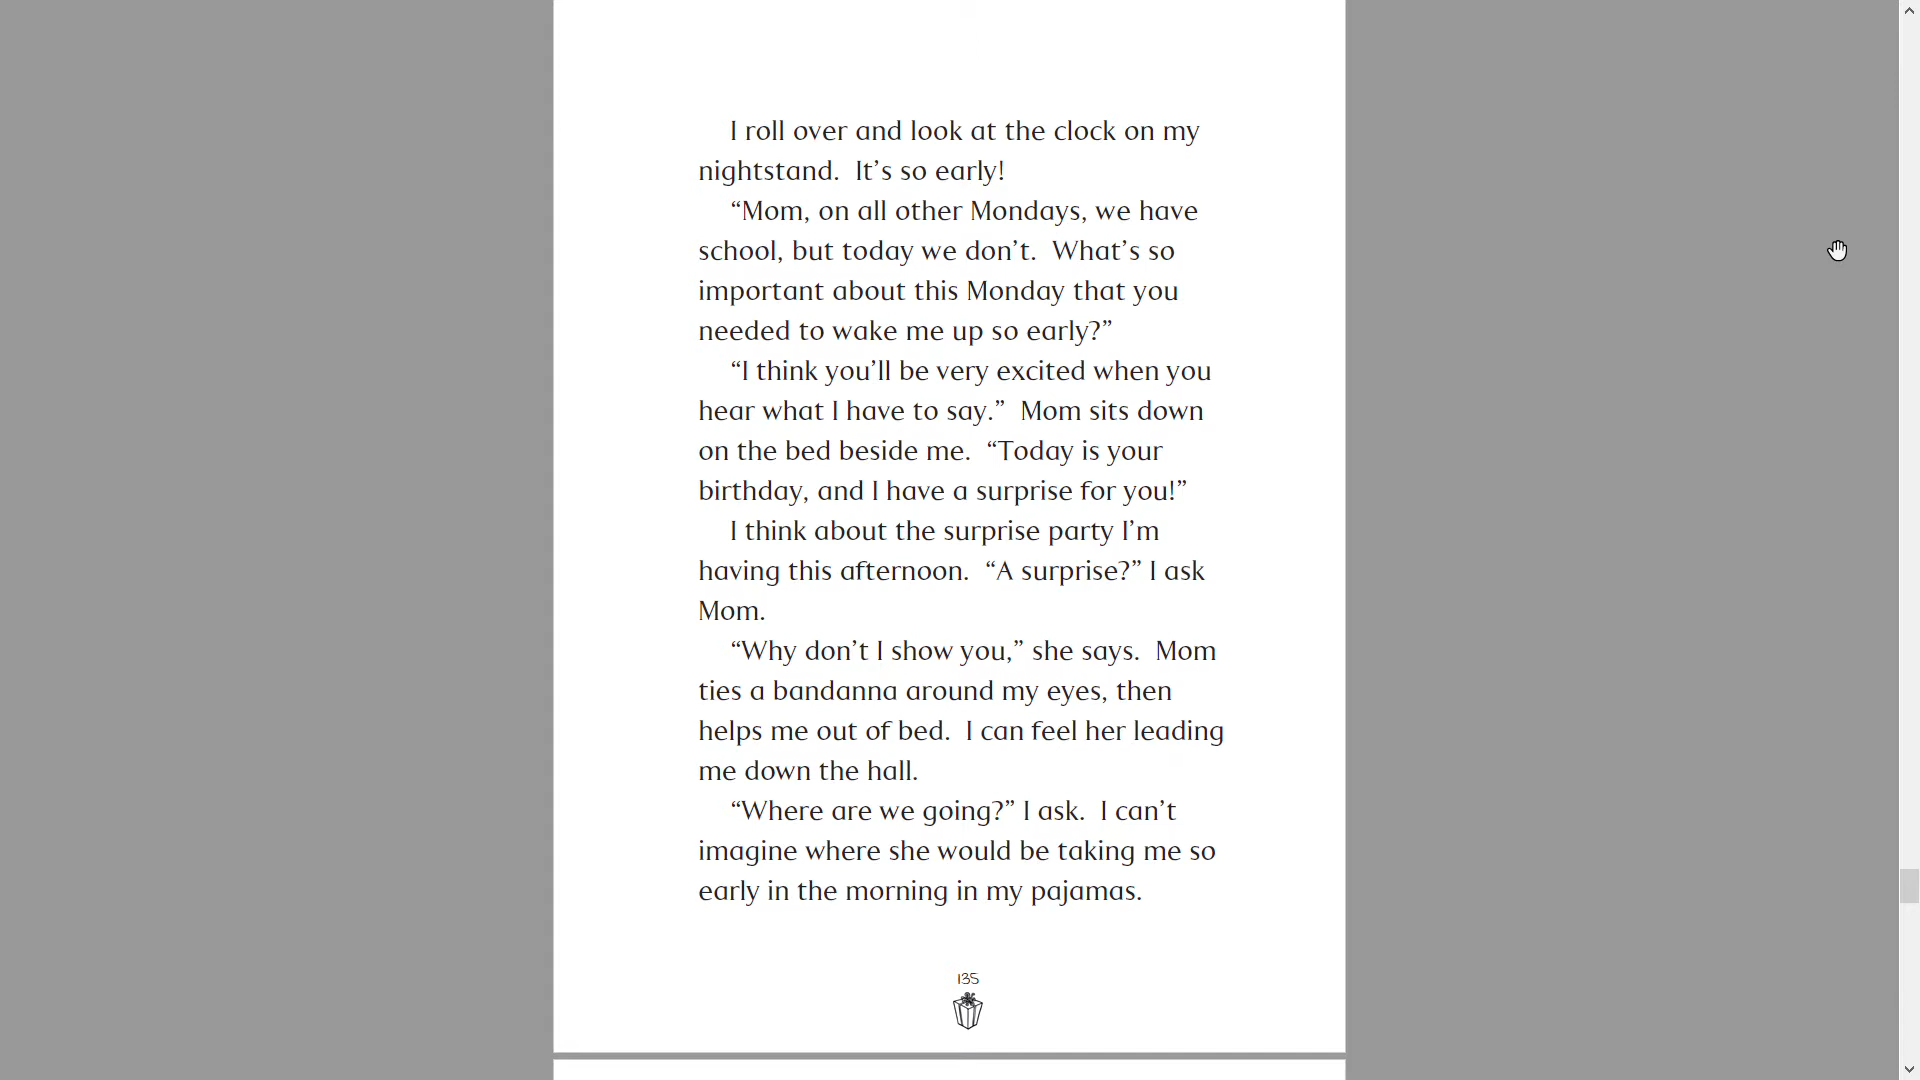 I roll over and look at the clock on my
nightstand.  It’s so early!
“Mom, on all other Mondays, we have
school, but today we don’t.  What’s so
important about this Monday that you
needed to wake me up so early?”
“I think you’ll be very excited when you
hear what I have to say.”  Mom sits down
on the bed beside me.  “Today is your
birthday, and I have a surprise for you!”
I think about the surprise party I’m
having this afternoon.  “A surprise?” I ask
Mom.
“Why don’t I show you,” she says.  Mom
ties a bandanna around my eyes, then
helps me out of bed.  I can feel her leading
me down the hall.
“Where are we going?” I ask.  I can’t
imagine where she would be taking me so
early in the morning in my pajamas.
135